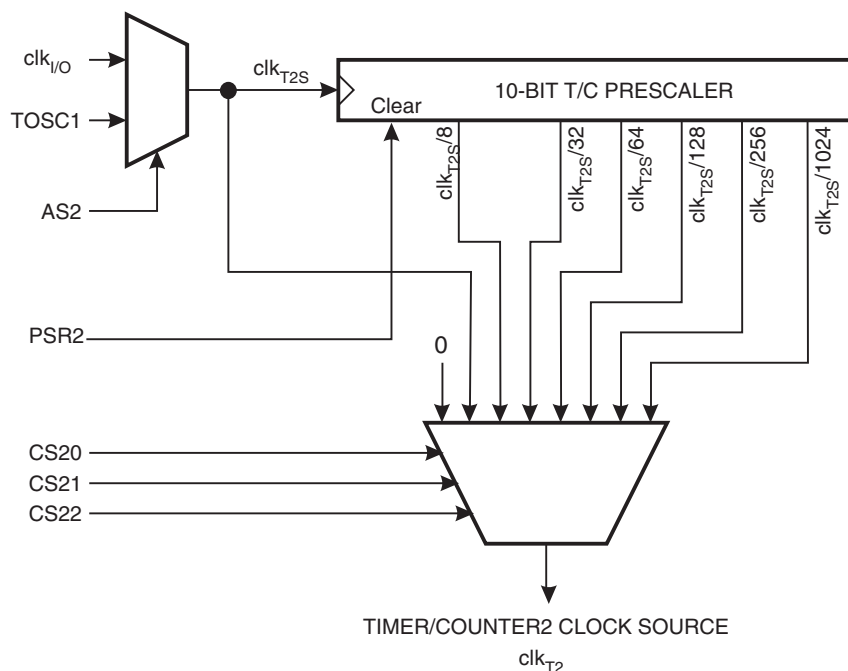 clkI/O
clkT2S
10-BIT T/C PRESCALER
TOSC1
Clear
clkT2S/8
clkT2S/32
clkT2S/64
clkT2S/128
clkT2S/256
clkT2S/1024
AS2
PSR2
0
CS20
CS21
CS22
TIMER/COUNTER2 CLOCK SOURCE
clkT2